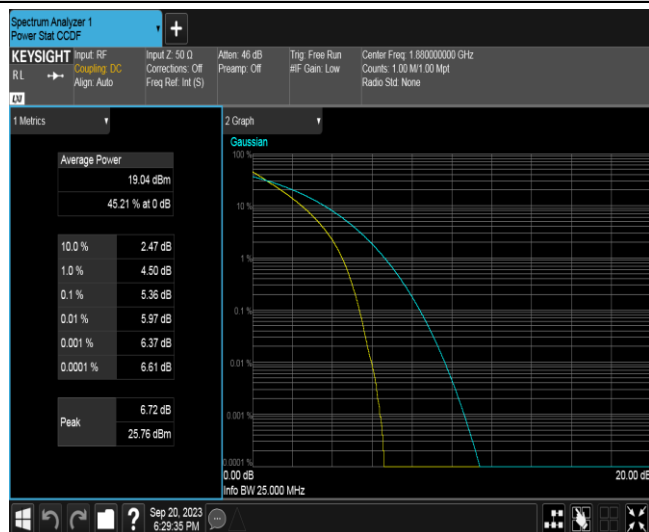 Spectrum Analyzer 1
Power Stat CCDF
+
KEYSIGHT
RL
Input: RF
Coupling: DC
Align: Auto
Input Z: 50 Ω
Corrections: Off
Freq Ref: Int (S)
Atten: 46 dB
Preamp: Off
Trig: Free Run
#IF Gain: Low
Center Freq: 1.880000000 GHz
Counts: 1.00 M/1.00 Mpt
Radio Std: None
1 Metrics
Average Power
19.04 dBm
45.21 % at 0 dB
10.0 % 2.47 dB
1.0 % 4.50 dB
0.1 % 5.36 dB
0.01 % 5.97 dB
0.001 % 6.37 dB
0.0001 % 6.61 dB
Peak
6.72 dB
25.76 dBm
2 Graph
Gaussian
100 %
10 %
1 %
0.1 %
0.01 %
0.001 %
0.0001 %
0.00 dB 20.00 dB
Info BW 25.000 MHz
?
Sep 20, 2023
6:29:35 PM